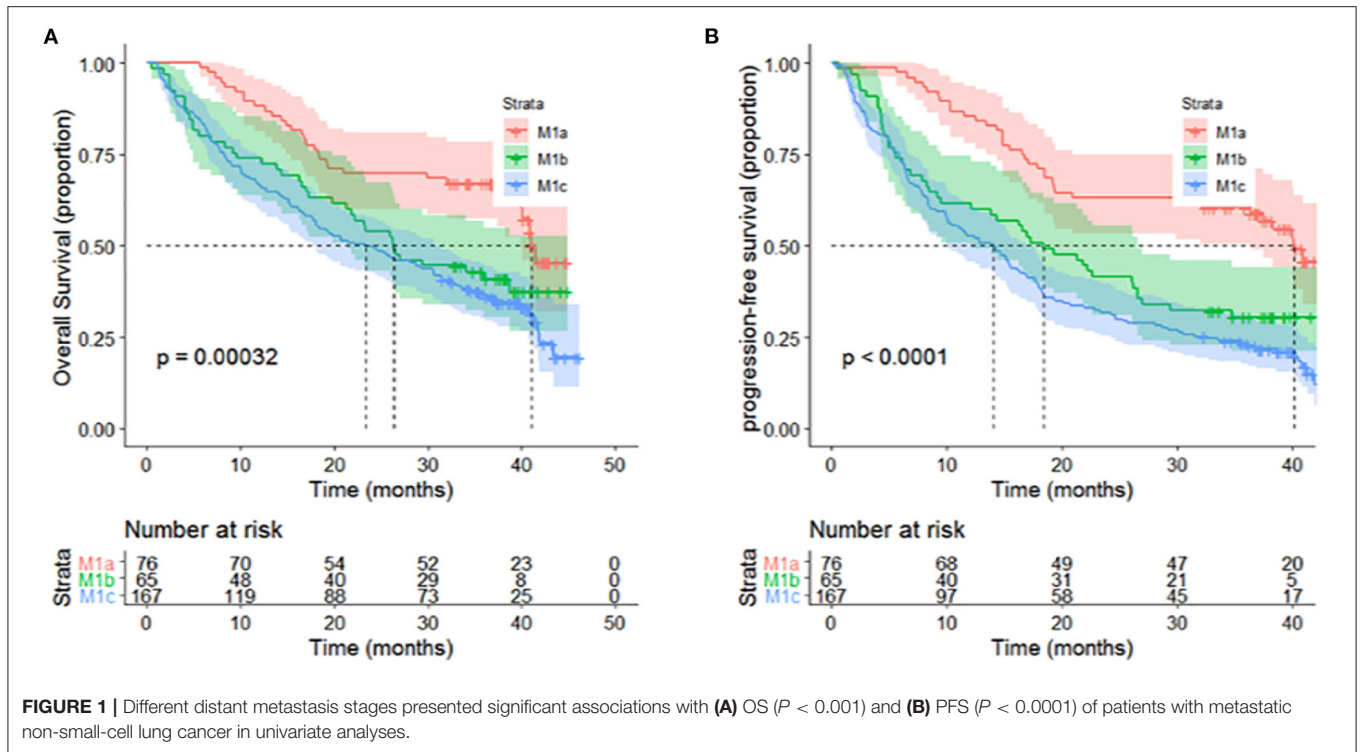 A
Overall Survival (proportion)
1.00
0.75
0.50
0.25
0.00
Strata
M1a
M1b
M1c
p = 0.00032
0 10 20 30 40 50
Time (months)
Number at risk
Strata
M1a 76 70 54 52 23 0
M1b 65 48 40 29 8 0
M1c 167 119 88 73 25 0
0 10 20 30 40 50
Time (months)
B
progression-free survival (proportion)
1.00
0.75
0.50
0.25
0.00
Strata
M1a
M1b
M1c
p < 0.0001
0 10 20 30 40
Time (months)
Number at risk
Strata
M1a 76 68 49 47 20
M1b 65 40 31 21 5
M1c 167 97 58 45 17
0 10 20 30 40
Time (months)
FIGURE 1 | Different distant metastasis stages presented significant associations with (A) OS (P < 0.001) and (B) PFS (P < 0.0001) of patients with metastatic
non-small-cell lung cancer in univariate analyses.